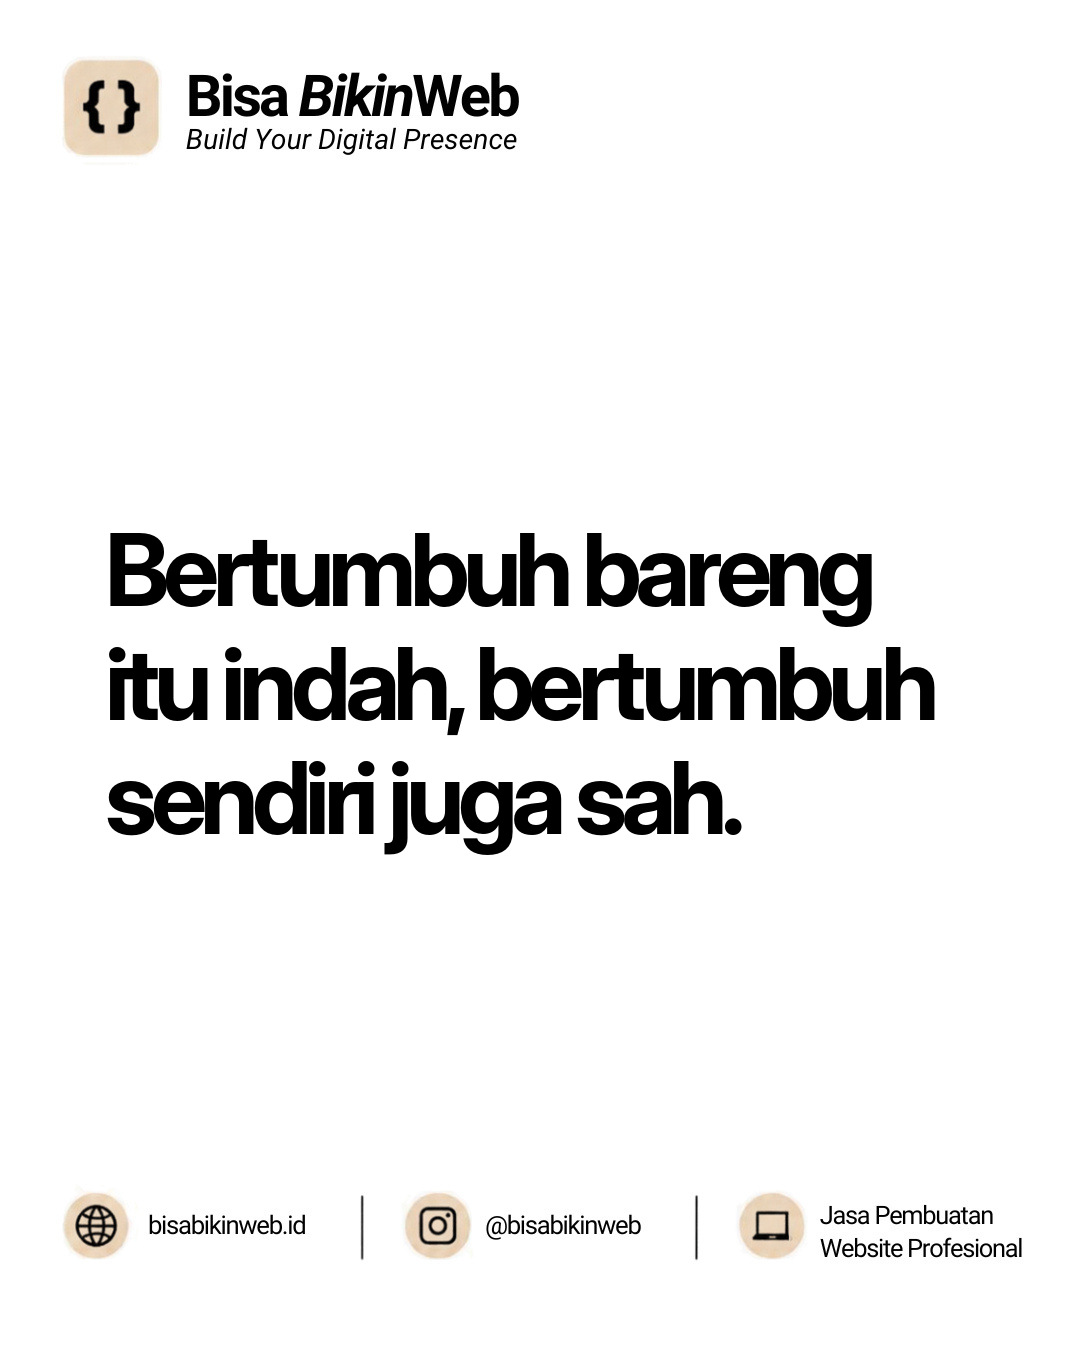 { }
Bisa BikinWeb
Build Your Digital Presence
Bertumbuh bareng
itu indah, bertumbuh
sendiri juga sah.
bisabikinweb.id
@bisabikinweb
Jasa Pembuatan
Website Profesional